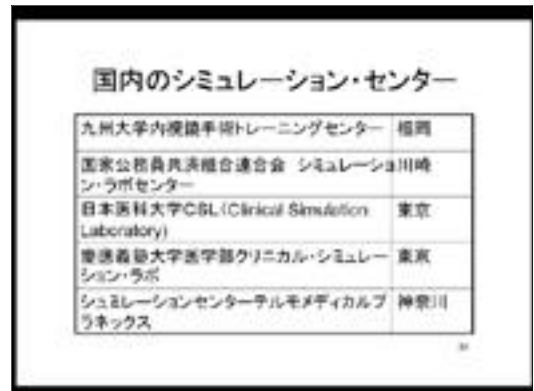 国内のシミュレーション・センター
九州大学内視鏡手術トレーニングセンター 福岡
国家公務員共済組合連合会 シミュレーショ 川崎
ン・ラボセンター
日本医科大学CSL(Clinical Simulation 東京
Laboratory)
慶應義塾大学医学部クリニカル・シミュレー 東京
ション・ラボ
シュミレーションセンターテルモメディカルプ 神奈川
ラネックス